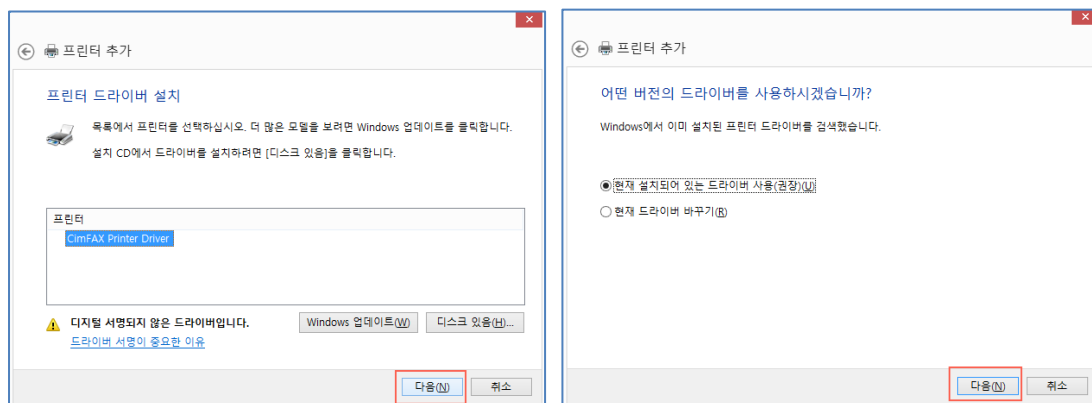 프린터 추가
프린터 드라이버 설치
목록에서 프린터를 선택하십시오. 더 많은 모델을 보려면 Windows 업데이트를 클릭합니다.
설치 CD에서 드라이버를 설치하려면 [디스크 있음]을 클릭합니다.
프린터
CimFAX Printer Driver
디지털 서명되지 않은 드라이버입니다.
Windows 업데이트(W)
디스크 있음(H)...
드라이버 서명이 중요한 이유
다음(N)
취소
프린터 추가
어떤 버전의 드라이버를 사용하시겠습니까?
Windows에서 이미 설치된 프린터 드라이버를 검색했습니다.
현재 설치되어 있는 드라이버 사용(권장)(U)
현재 드라이버 바꾸기(R)
다음(N)
취소